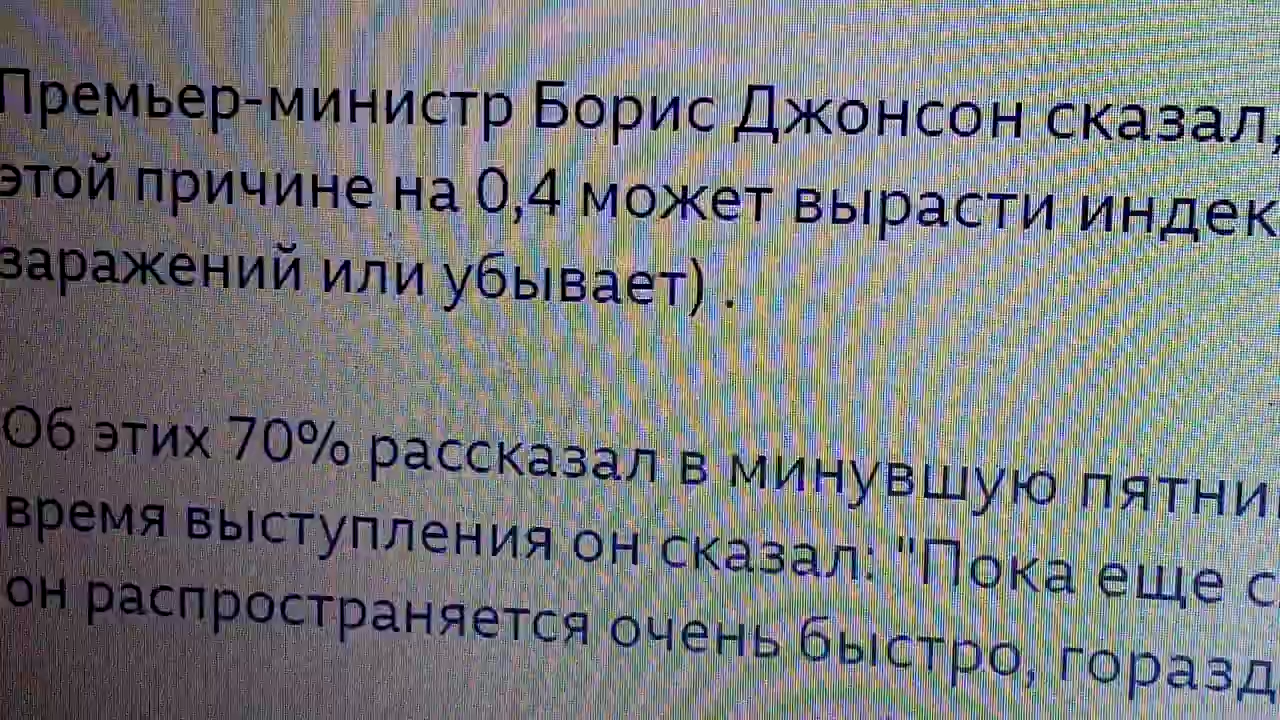 Премьер-министр Борис Джонсон сказал,
этой причине на 0,4 может вырасти индек
заражений или убывает) .
Об этих 70% рассказал в минувшую пятни
время выступления он сказал: "Пока еще с
он распространяется очень быстро, горазд